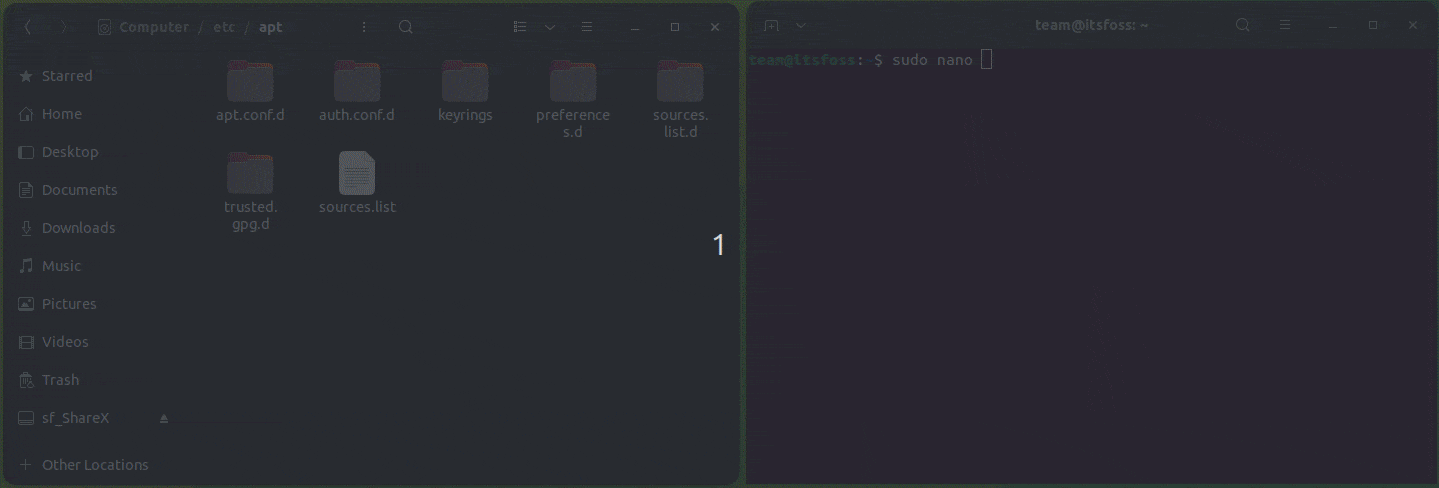 Computer / etc / apt
Starred
Home
Desktop
Documents
Downloads
Music
Pictures
Videos
Trash
sf_ShareX
Other Locations
apt.conf.d
auth.conf.d
keyrings
preference
s.d
sources.
list.d
trusted.
gpg.d
sources.list
1
team@itsfoss: ~
team@itsfoss:~$ sudo nano